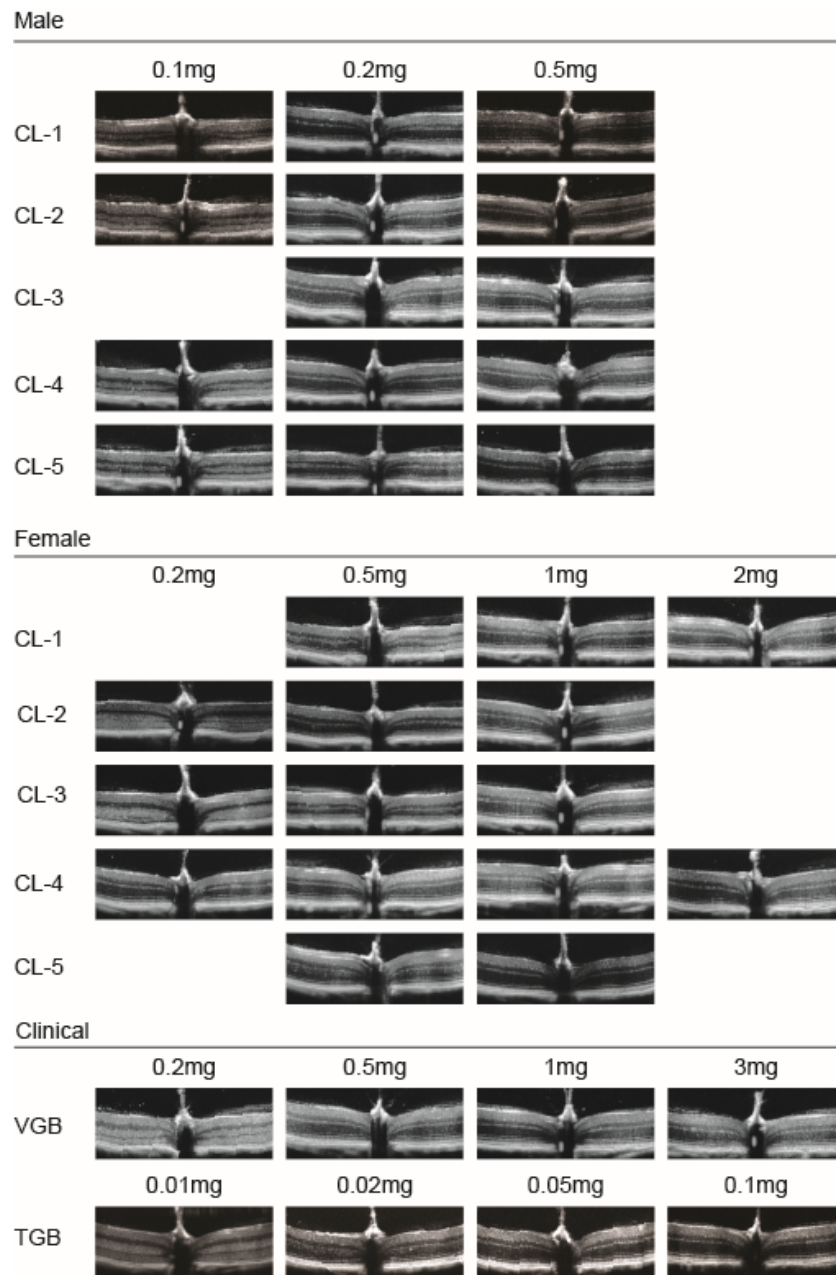 Male
0.1mg 0.2mg 0.5mg
CL-1
CL-2
CL-3
CL-4
CL-5
Female
0.2mg 0.5mg 1mg 2mg
CL-1
CL-2
CL-3
CL-4
CL-5
Clinical
0.2mg 0.5mg 1mg 3mg
VGB
0.01mg 0.02mg 0.05mg 0.1mg
TGB